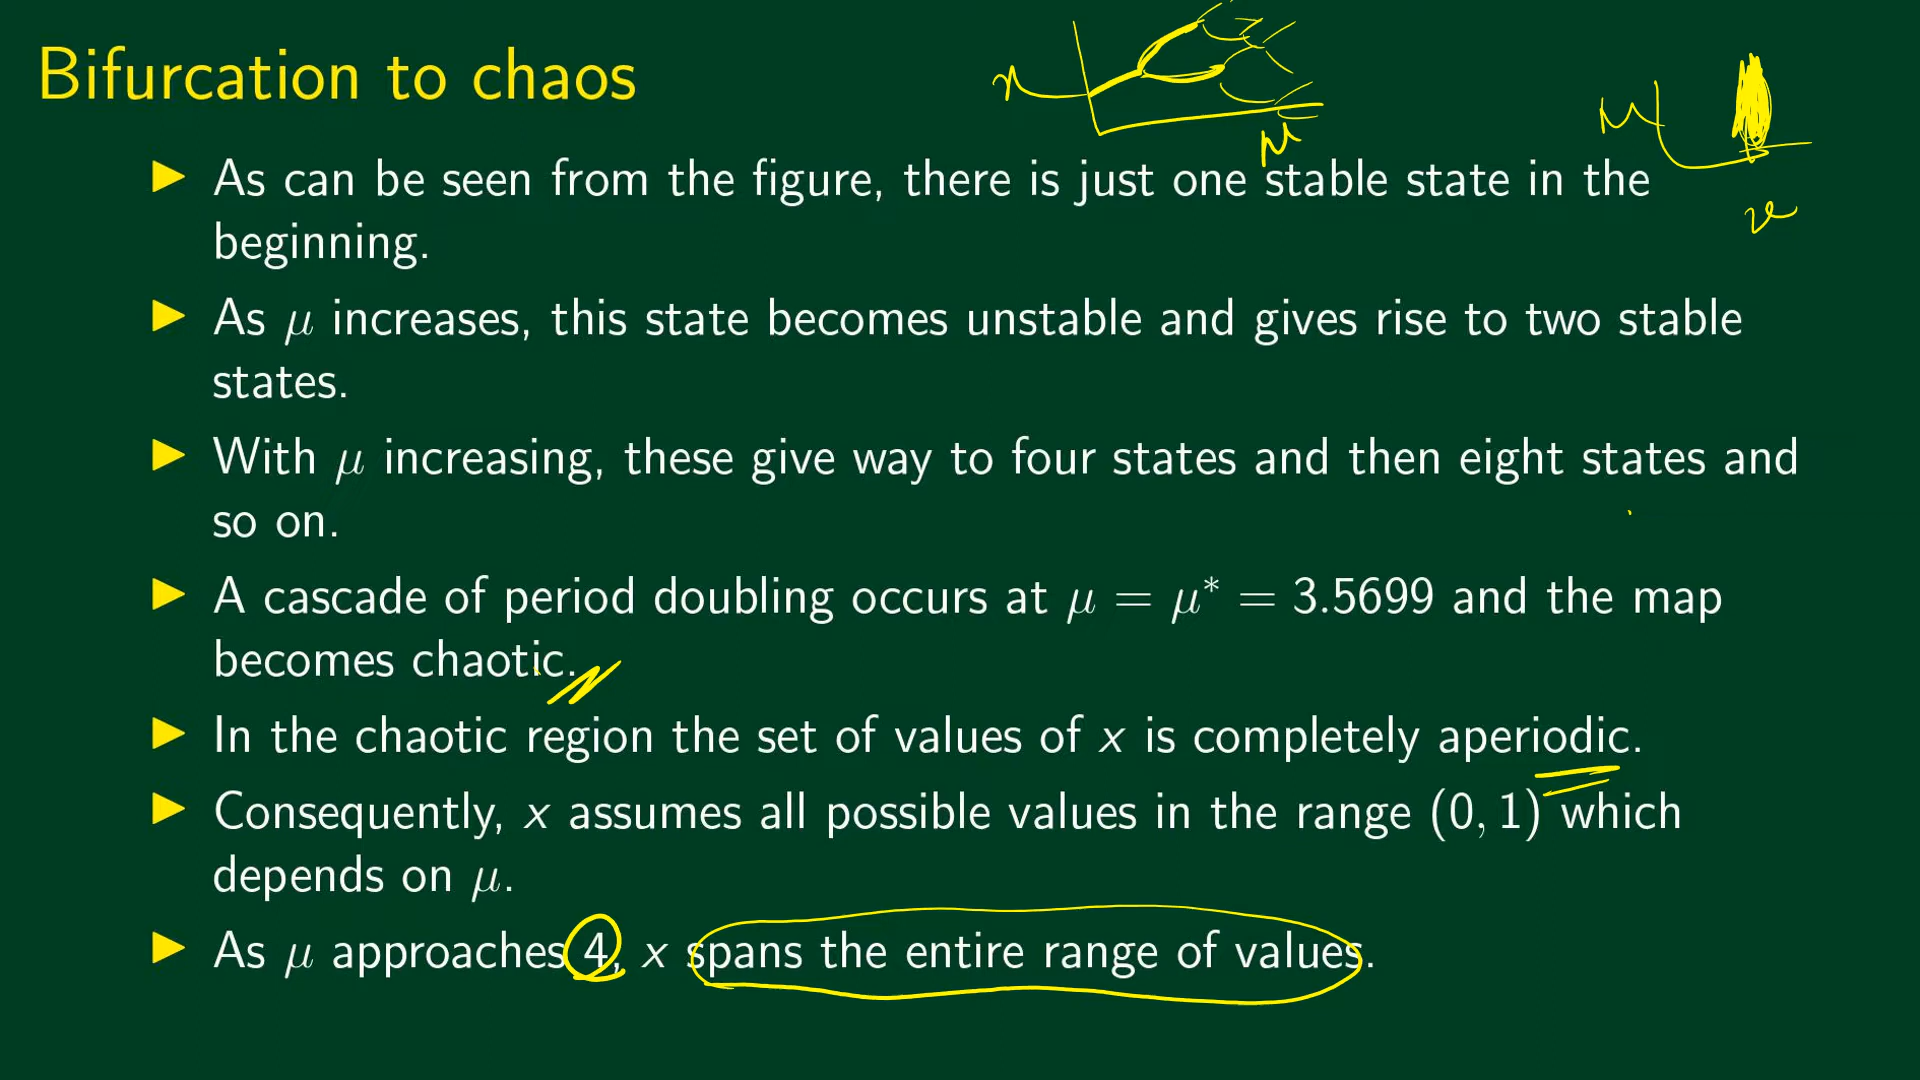 Bifurcation to chaos
x
μ
μ
x
▶ As can be seen from the figure, there is just one stable state in the
beginning.
▶ As μ increases, this state becomes unstable and gives rise to two stable
states.
▶ With μ increasing, these give way to four states and then eight states and
so on.
▶ A cascade of period doubling occurs at μ = μ* = 3.5699 and the map
becomes chaotic.
▶ In the chaotic region the set of values of x is completely aperiodic.
▶ Consequently, x assumes all possible values in the range (0, 1) which
depends on μ.
▶ As μ approaches 4, x spans the entire range of values.